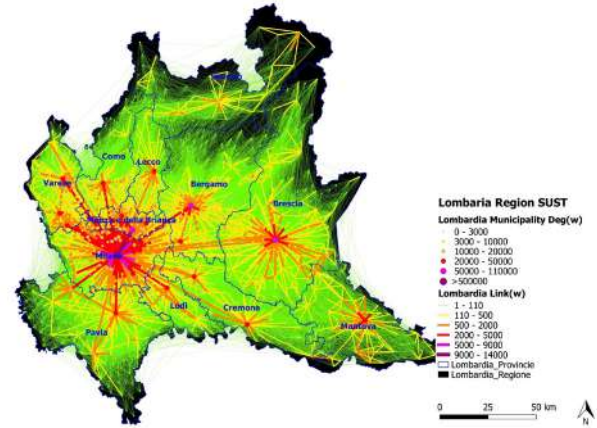 Como
Lecco
Varese
Bergamo
Monza e della Brianza
Brescia
Milano
Lodi
Cremona
Pavia
Mantova
Lombaria Region SUST
Lombardia Municipality Deg(w)
0 - 3000
3000 - 10000
10000 - 20000
20000 - 50000
50000 - 110000
>500000
Lombardia Link(w)
1 - 110
110 - 500
500 - 2000
2000 - 5000
5000 - 9000
9000 - 14000
Lombardia_Provincie
Lombardia_Regione
0 25 50 km
N